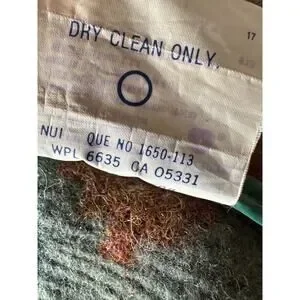 DRY CLEAN ONLY.
17
NUI QUE NO 1650-113
WPL 6635 CA 05331